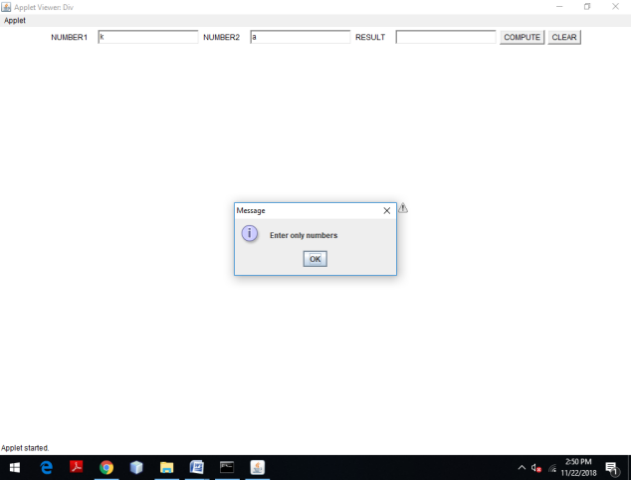 Applet Viewer: Div
Applet
NUMBER1 k NUMBER2 a RESULT COMPUTE CLEAR
Message
Enter only numbers
OK
Applet started.
2:50 PM
11/22/2018